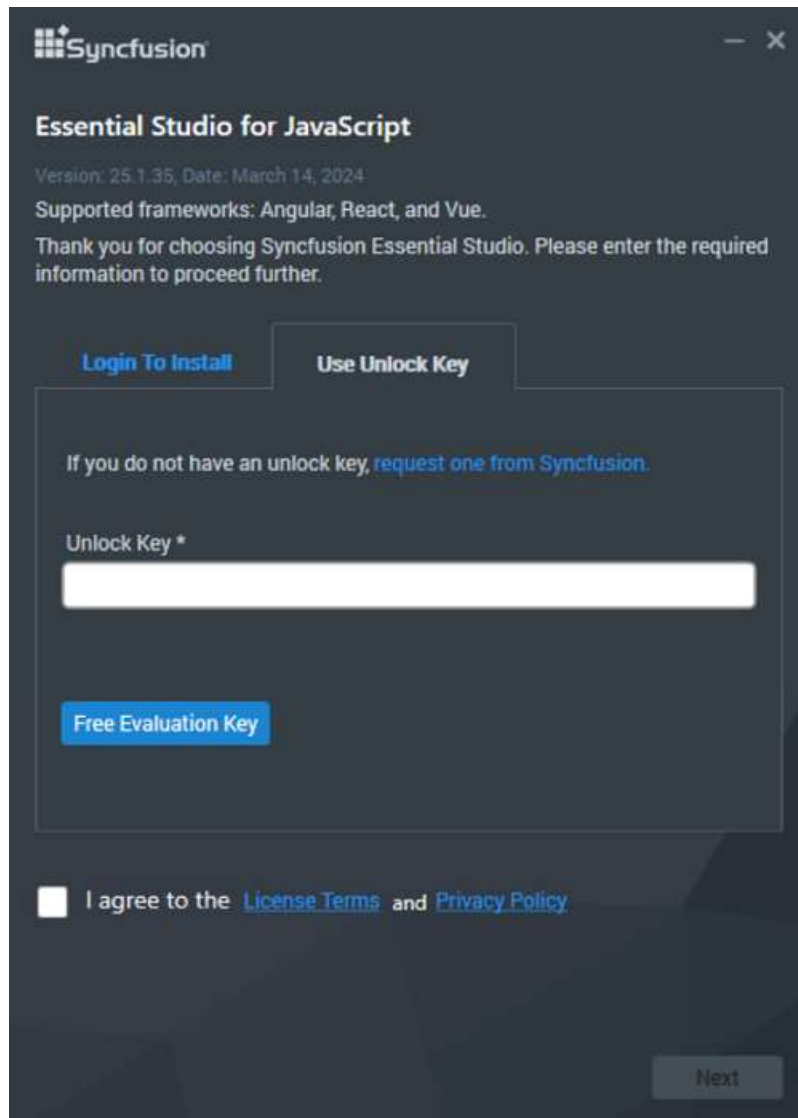 Syncfusion
Essential Studio for JavaScript
Version: 25.1.35, Date: March 14, 2024
Supported frameworks: Angular, React, and Vue.
Thank you for choosing Syncfusion Essential Studio. Please enter the required
information to proceed further.
Login To Install
Use Unlock Key
If you do not have an unlock key, request one from Syncfusion.
Unlock Key *
Free Evaluation Key
I agree to the License Terms and Privacy Policy
Next